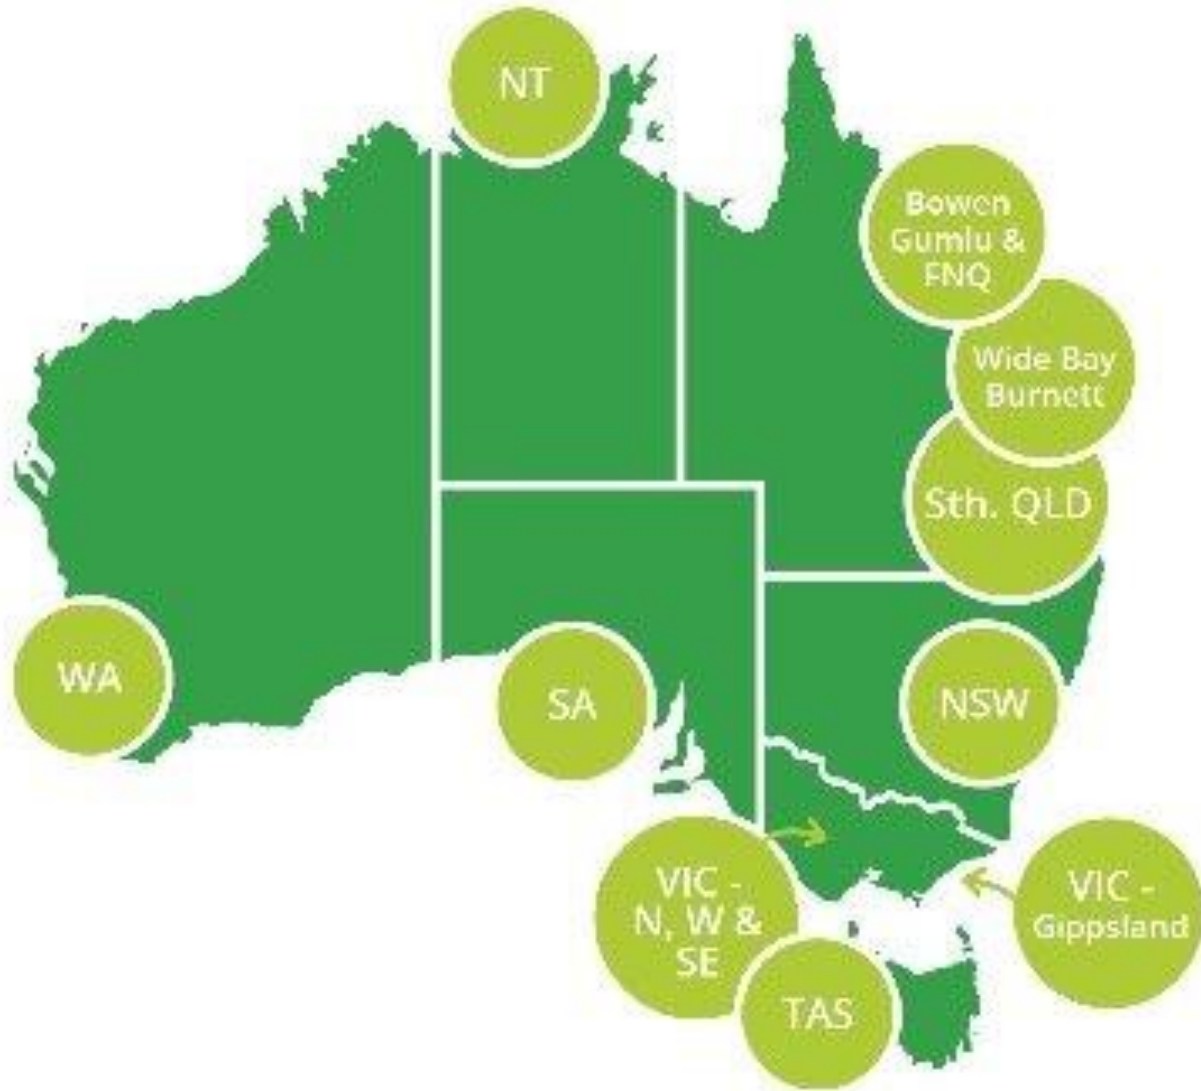 NT
Bowen
Gumlu &
FNQ
Wide Bay
Burnett
Sth. QLD
WA
SA
NSW
VIC -
N, W &
SE
VIC -
Gippsland
TAS